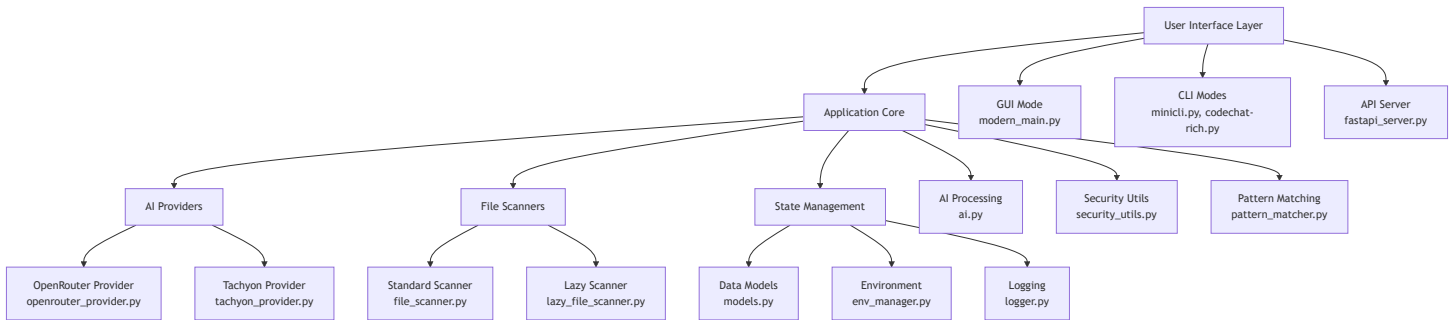 User Interface Layer
Application Core
GUI Mode
modern_main.py
CLI Modes
minicli.py, codechat-
rich.py
API Server
fastapi_server.py
AI Providers
File Scanners
State Management
AI Processing
ai.py
Security Utils
security_utils.py
Pattern Matching
pattern_matcher.py
OpenRouter Provider
openrouter_provider.py
Tachyon Provider
tachyon_provider.py
Standard Scanner
file_scanner.py
Lazy Scanner
lazy_file_scanner.py
Data Models
models.py
Environment
env_manager.py
Logging
logger.py